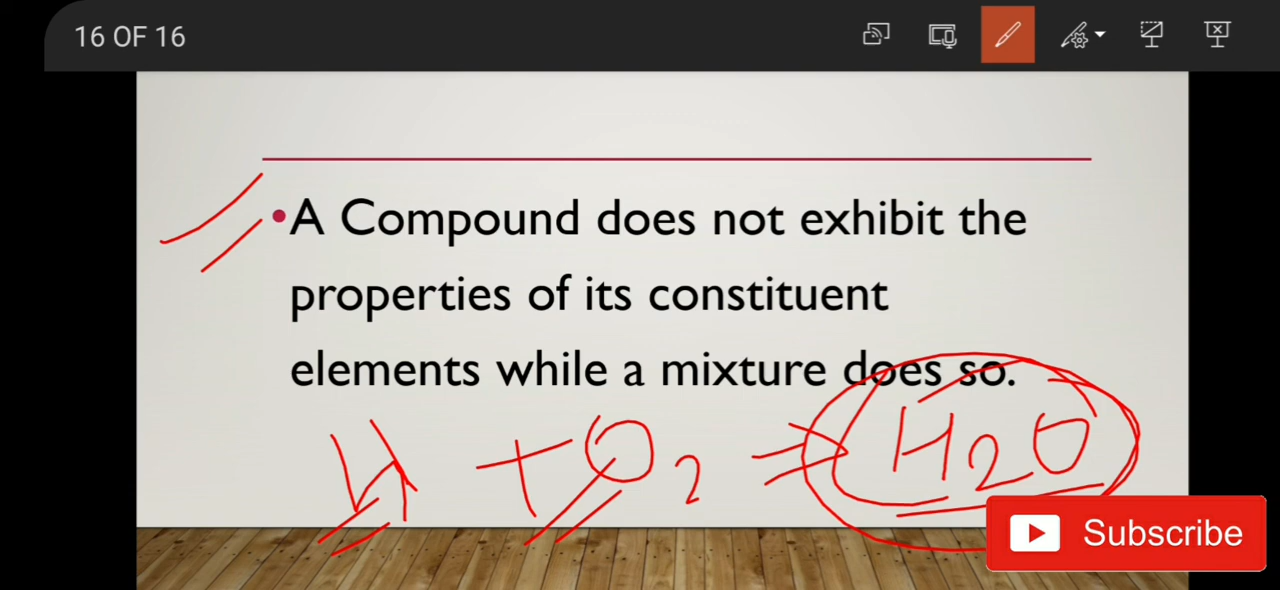 16 OF 16
•A Compound does not exhibit the
properties of its constituent
elements while a mixture does so.
H + O2 ⇒ H2O
Subscribe